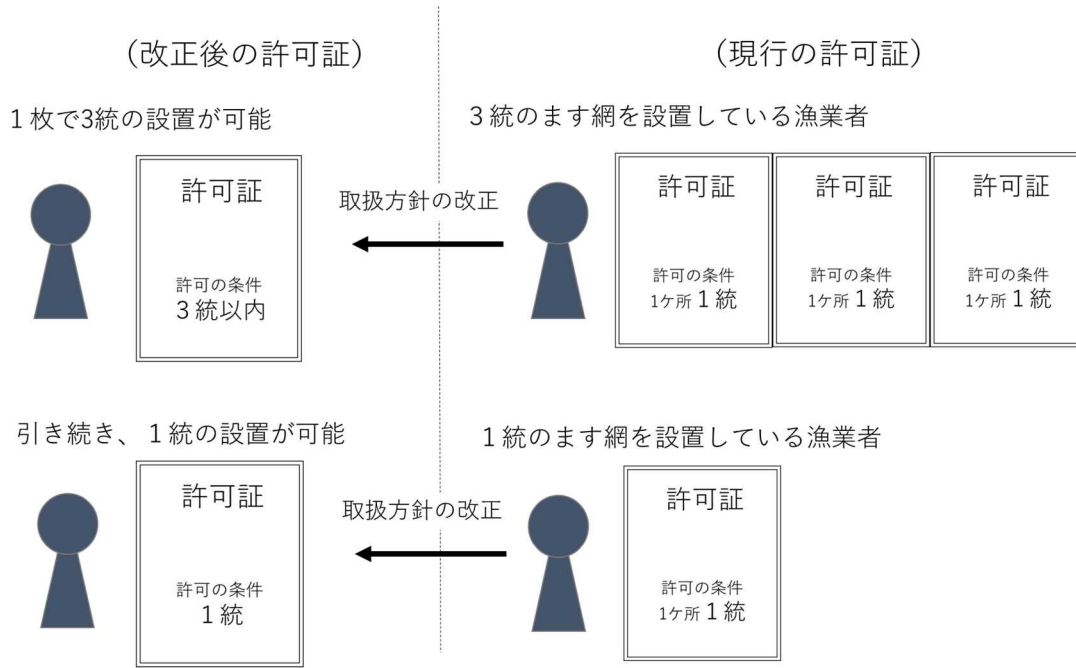 （改正後の許可証）
（現行の許可証）
１枚で3統の設置が可能
３統のます網を設置している漁業者
許可証
許可の条件
３統以内
取扱方針の改正
許可証
許可の条件
1ケ所１統
許可証
許可の条件
1ケ所１統
許可証
許可の条件
1ケ所１統
引き続き、１統の設置が可能
１統のます網を設置している漁業者
許可証
許可の条件
１統
取扱方針の改正
許可証
許可の条件
1ケ所１統